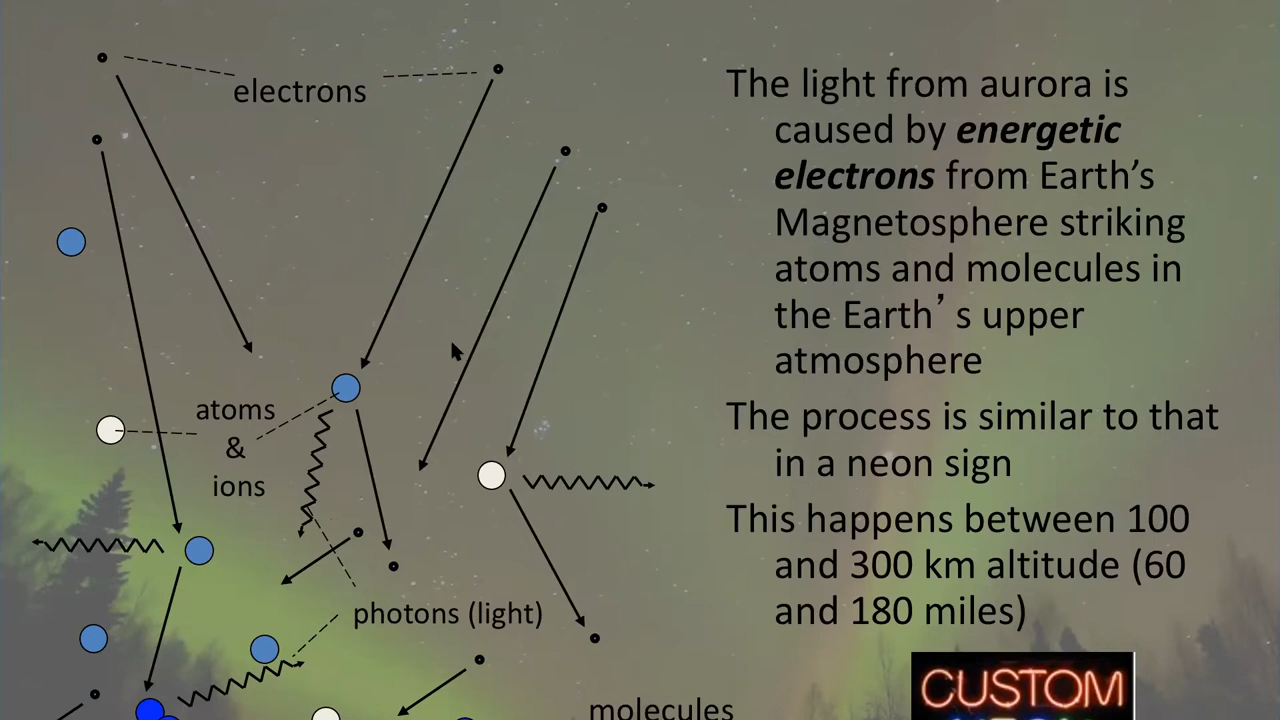 electrons
atoms
&
ions
photons (light)
molecules
The light from aurora is
caused by energetic
electrons from Earth’s
Magnetosphere striking
atoms and molecules in
the Earth’s upper
atmosphere
The process is similar to that
in a neon sign
This happens between 100
and 300 km altitude (60
and 180 miles)
CUSTOM